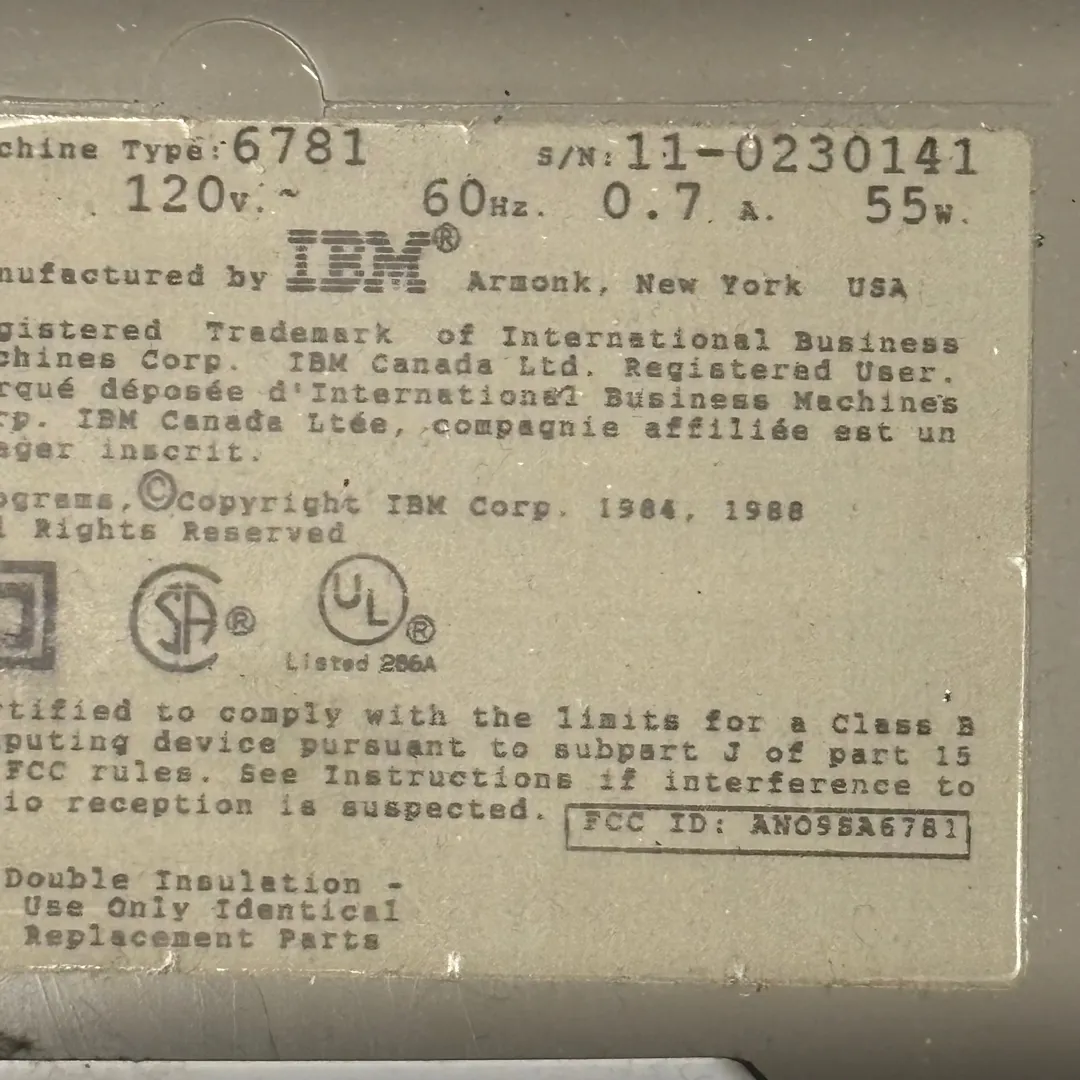 chine Type: 6781 S/N: 11-0230141
120v. ~ 60Hz. 0.7 A. 55w.
nufactured by IBM® Armonk, New York USA
gistered Trademark of International Business
chines Corp. IBM Canada Ltd. Registered User.
rqué déposée d'International Business Machines
rp. IBM Canada Ltée, compagnie affiliée est un
ager inscrit.
ograms, ©Copyright IBM Corp. 1984, 1988
l Rights Reserved
SA® UL®
Listed 286A
rtified to comply with the limits for a Class B
puting device pursuant to subpart J of part 15
FCC rules. See Instructions if interference to
io reception is suspected.
FCC ID: ANO9SA6781
Double Insulation -
Use Only Identical
Replacement Parts